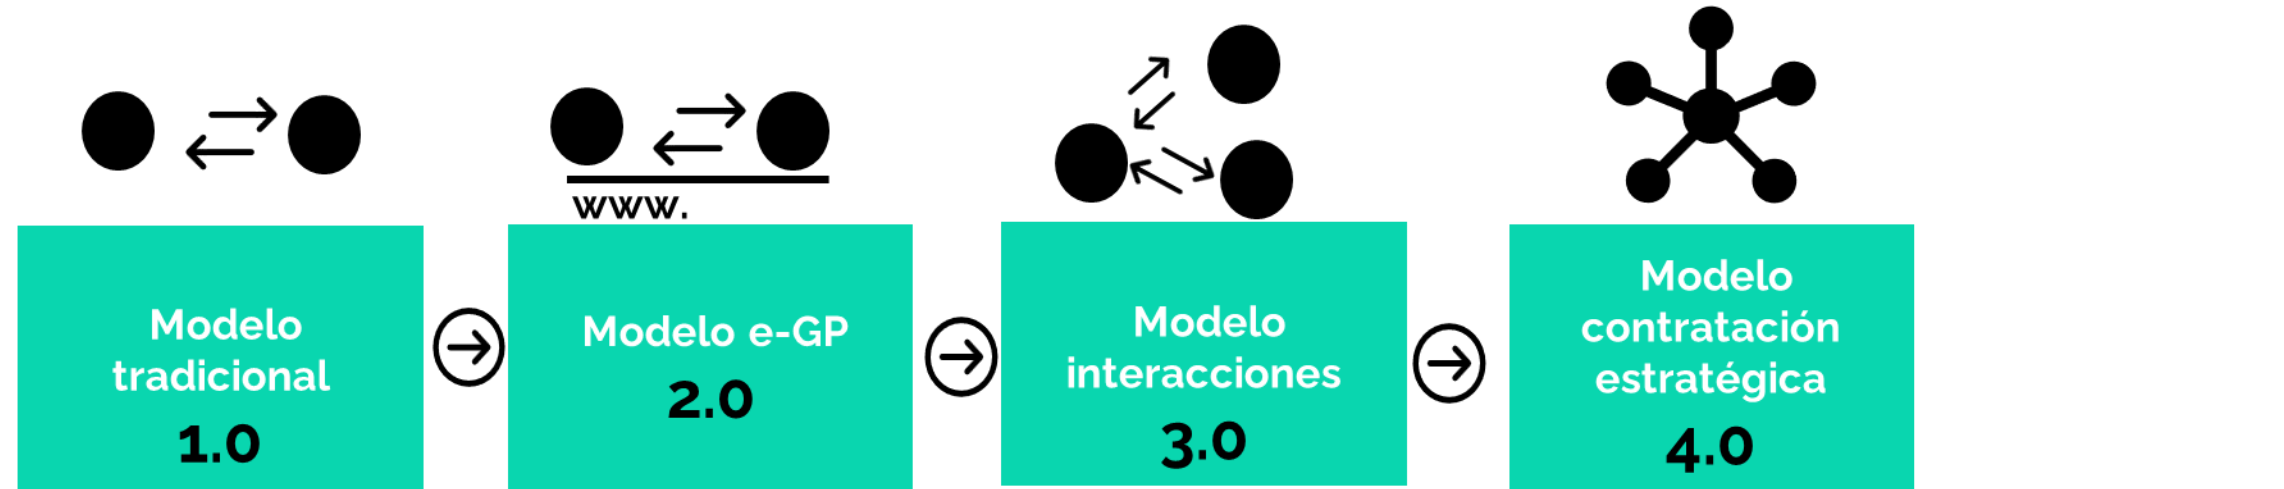 www.
Modelo
tradicional
1.0
Modelo e-GP
2.0
Modelo
interacciones
3.0
Modelo
contratación
estratégica
4.0